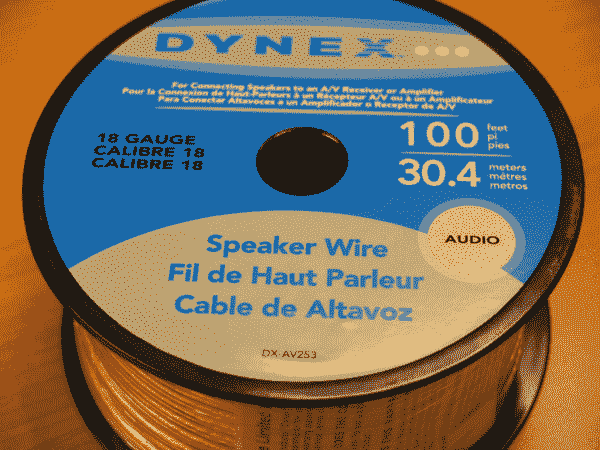 DYNEX
For Connecting Speakers to an A/V Receiver or Amplifier
Pour la Connexion de Haut-Parleurs à un Récepteur A/V ou à un Amplificateur
Para Conectar Altavoces a un Amplificador o Receptor de A/V
18 GAUGE
CALIBRE 18
CALIBRE 18
100 feet
pi
pies
30.4 meters
mètres
metros
AUDIO
Speaker Wire
Fil de Haut Parleur
Cable de Altavoz
DX-AV253